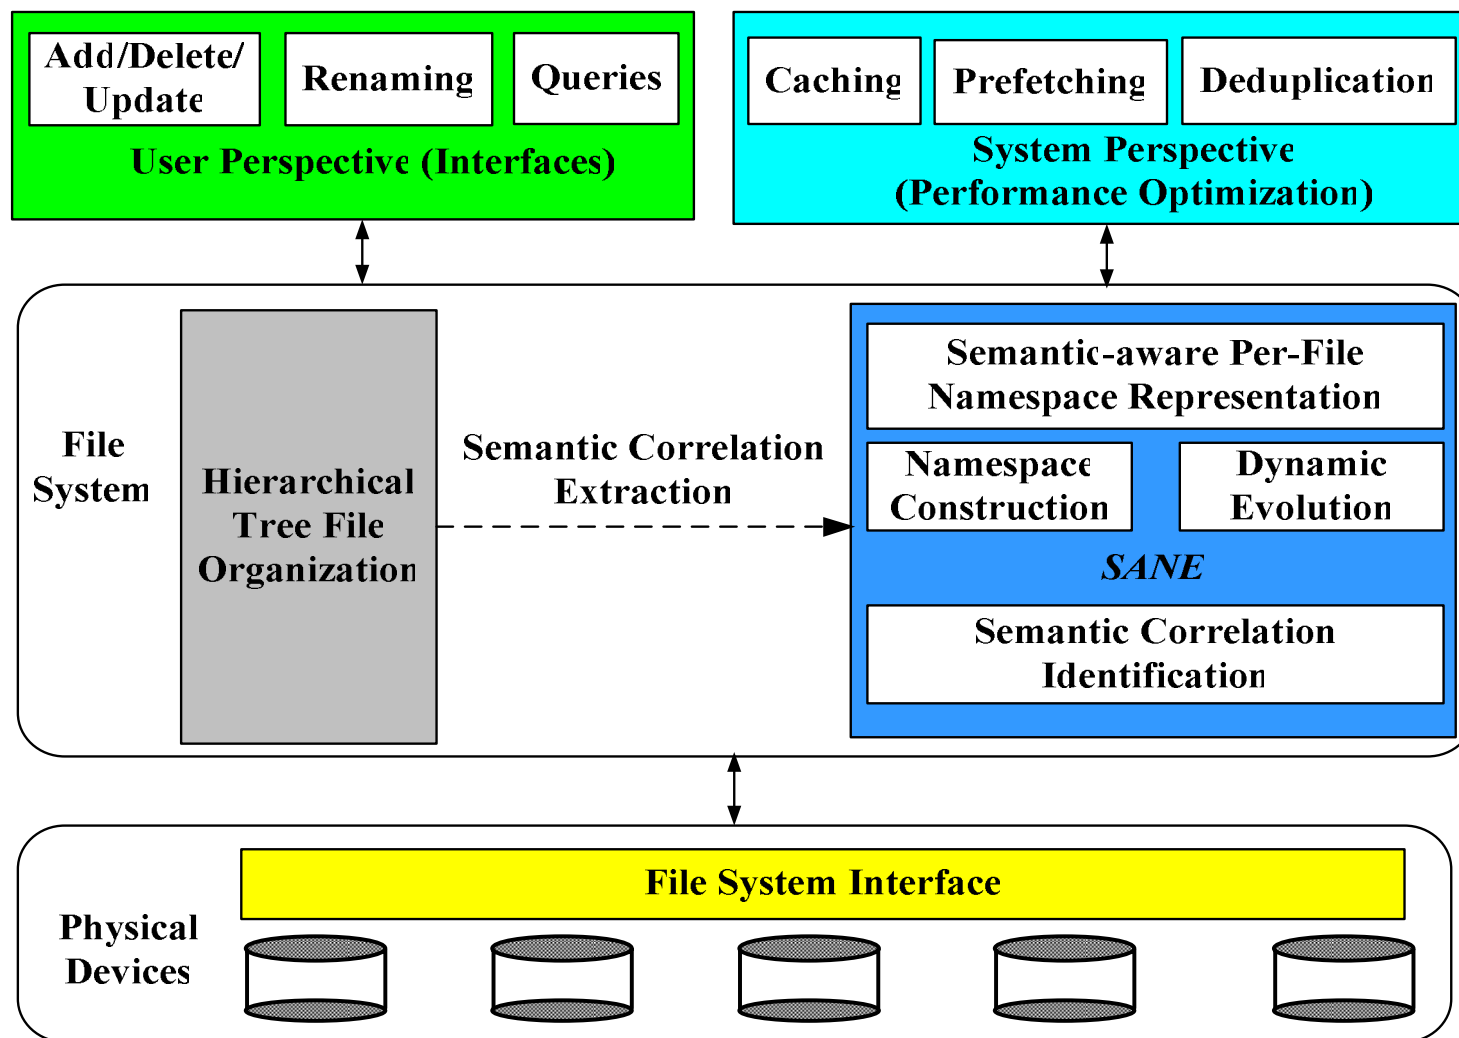 Add/Delete/
Update
Renaming
Queries
User Perspective (Interfaces)
Caching
Prefetching
Deduplication
System Perspective
(Performance Optimization)
File
System
Hierarchical
Tree File
Organization
Semantic Correlation
Extraction
Semantic-aware Per-File
Namespace Representation
Namespace
Construction
Dynamic
Evolution
SANE
Semantic Correlation
Identification
File System Interface
Physical
Devices